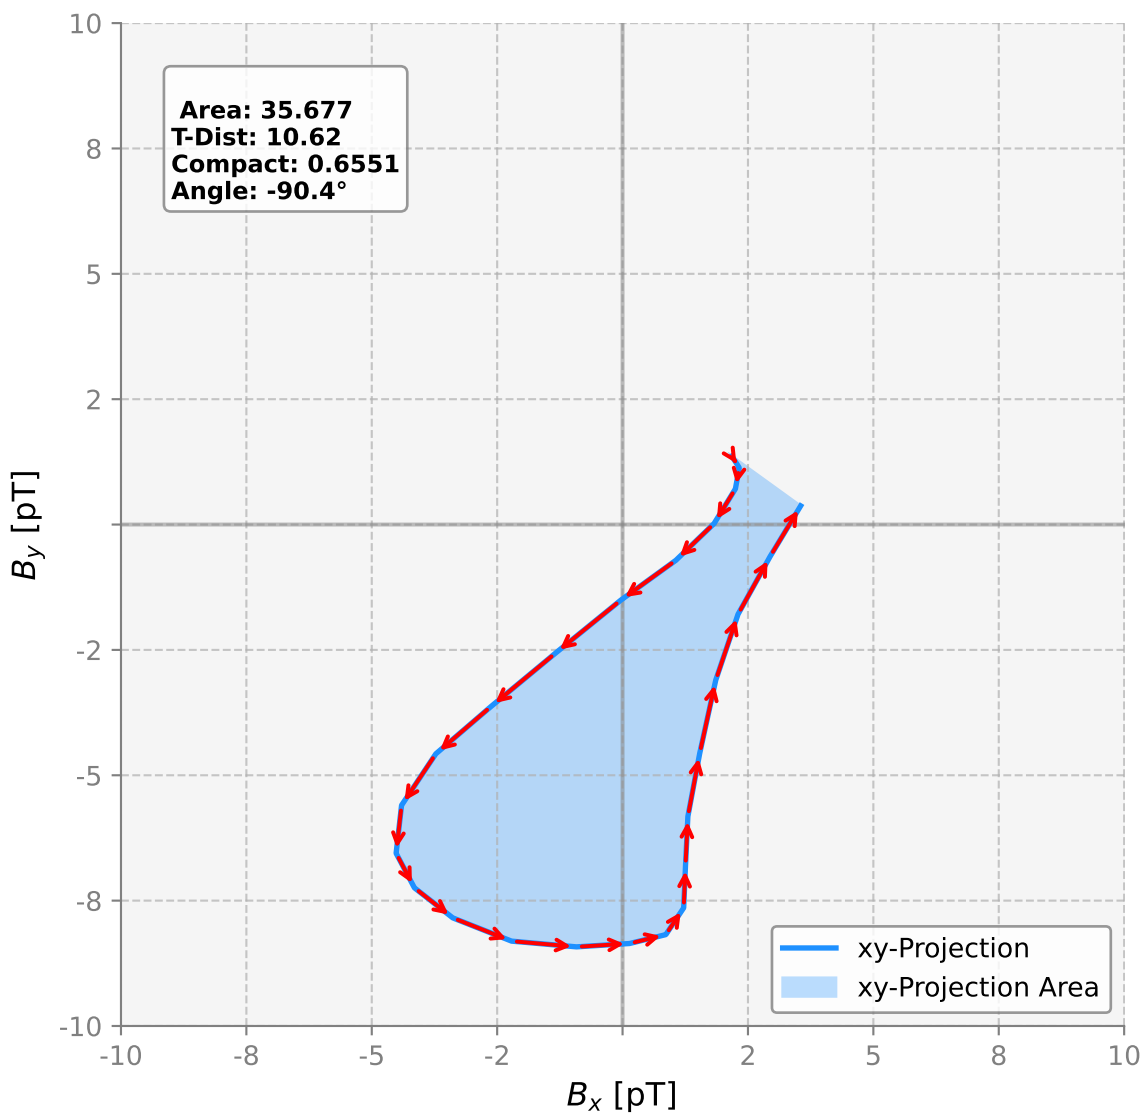 10
8
5
2
-2
-5
-8
-10
B_y [pT]
Area: 35.677
T-Dist: 10.62
Compact: 0.6551
Angle: -90.4°
xy-Projection
xy-Projection Area
-10 -8 -5 -2 2 5 8 10
B_x [pT]